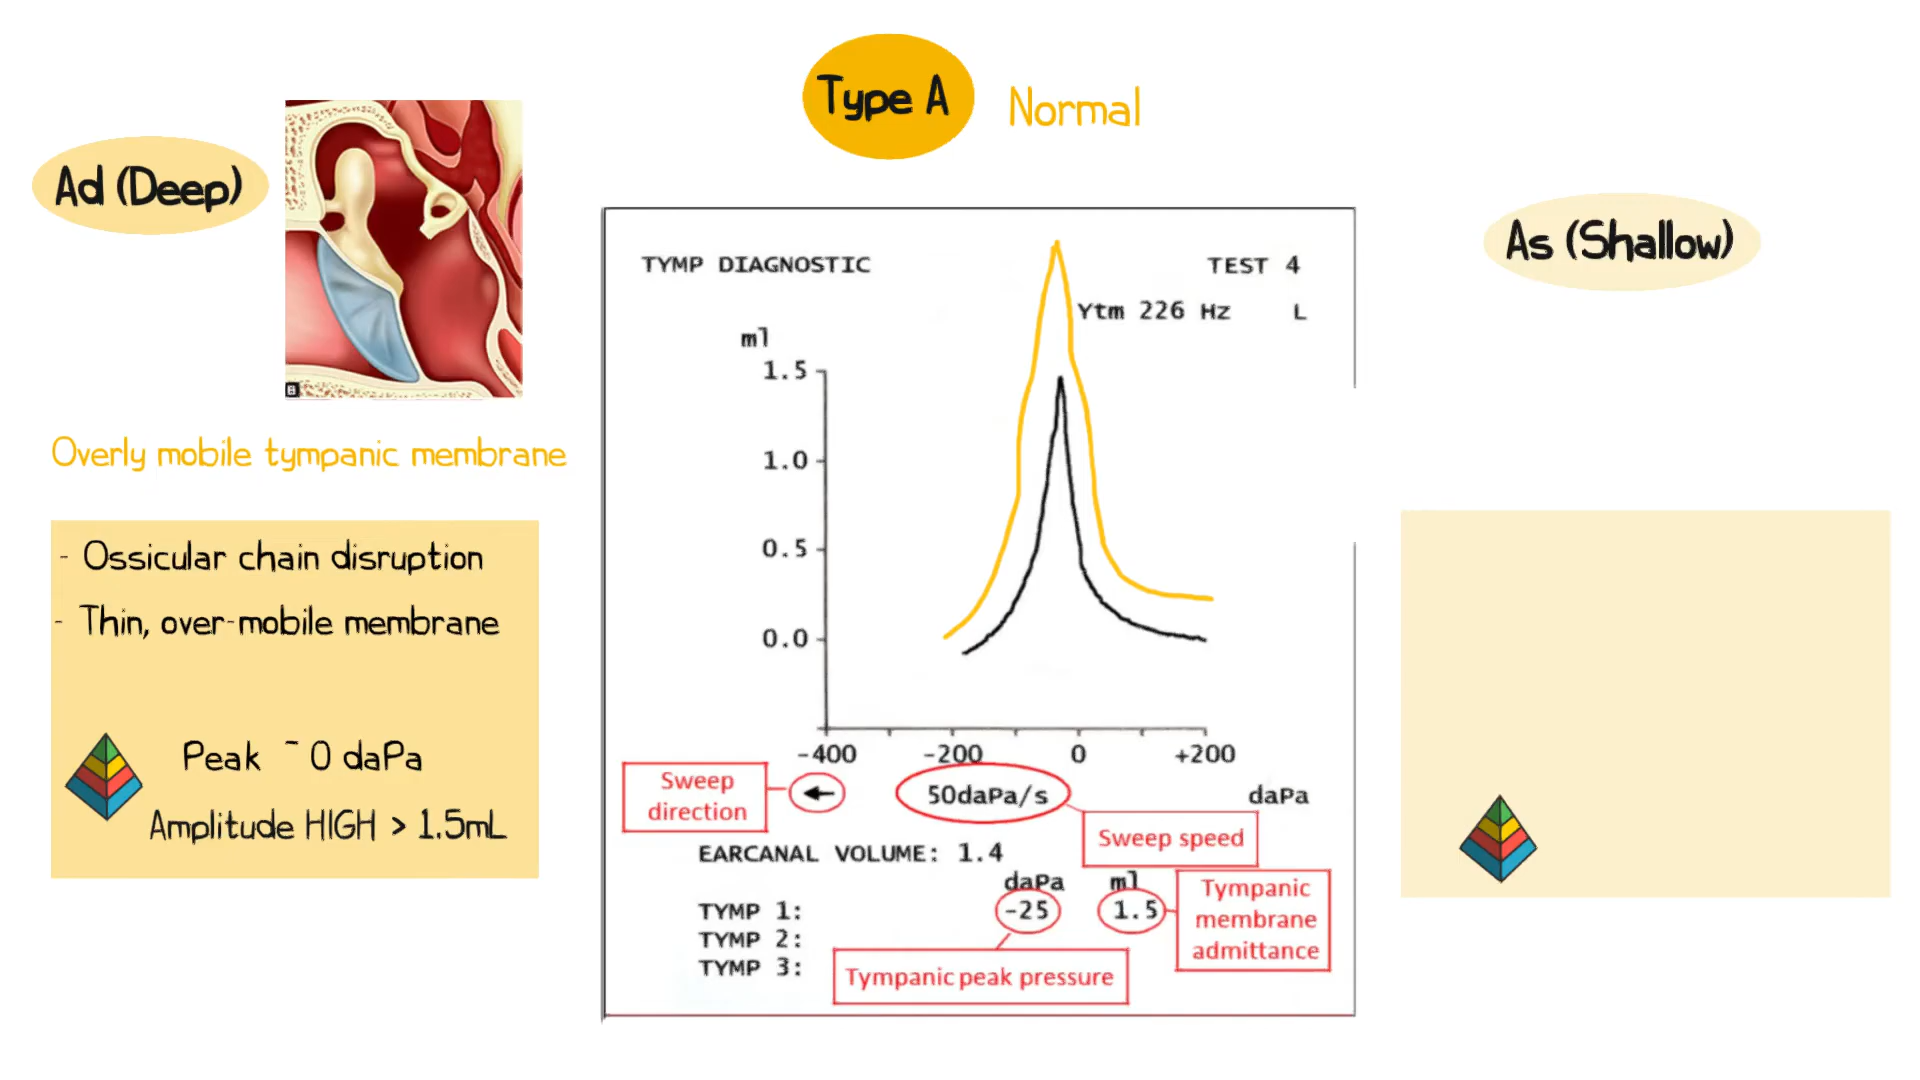 Type A
Normal
Ad (Deep)
B
Overly mobile tympanic membrane
- Ossicular chain disruption
- Thin, over-mobile membrane
Peak ~ 0 daPa
Amplitude HIGH > 1.5mL
TYMP DIAGNOSTIC
TEST 4
Ytm 226 Hz L
ml
1.5
1.0
0.5
0.0
-400 -200 0 +200
Sweep
direction
50daPa/s
daPa
Sweep speed
EARCANAL VOLUME: 1.4
daPa ml
TYMP 1: -25 1.5
TYMP 2:
TYMP 3:
Tympanic
membrane
admittance
Tympanic peak pressure
As (Shallow)